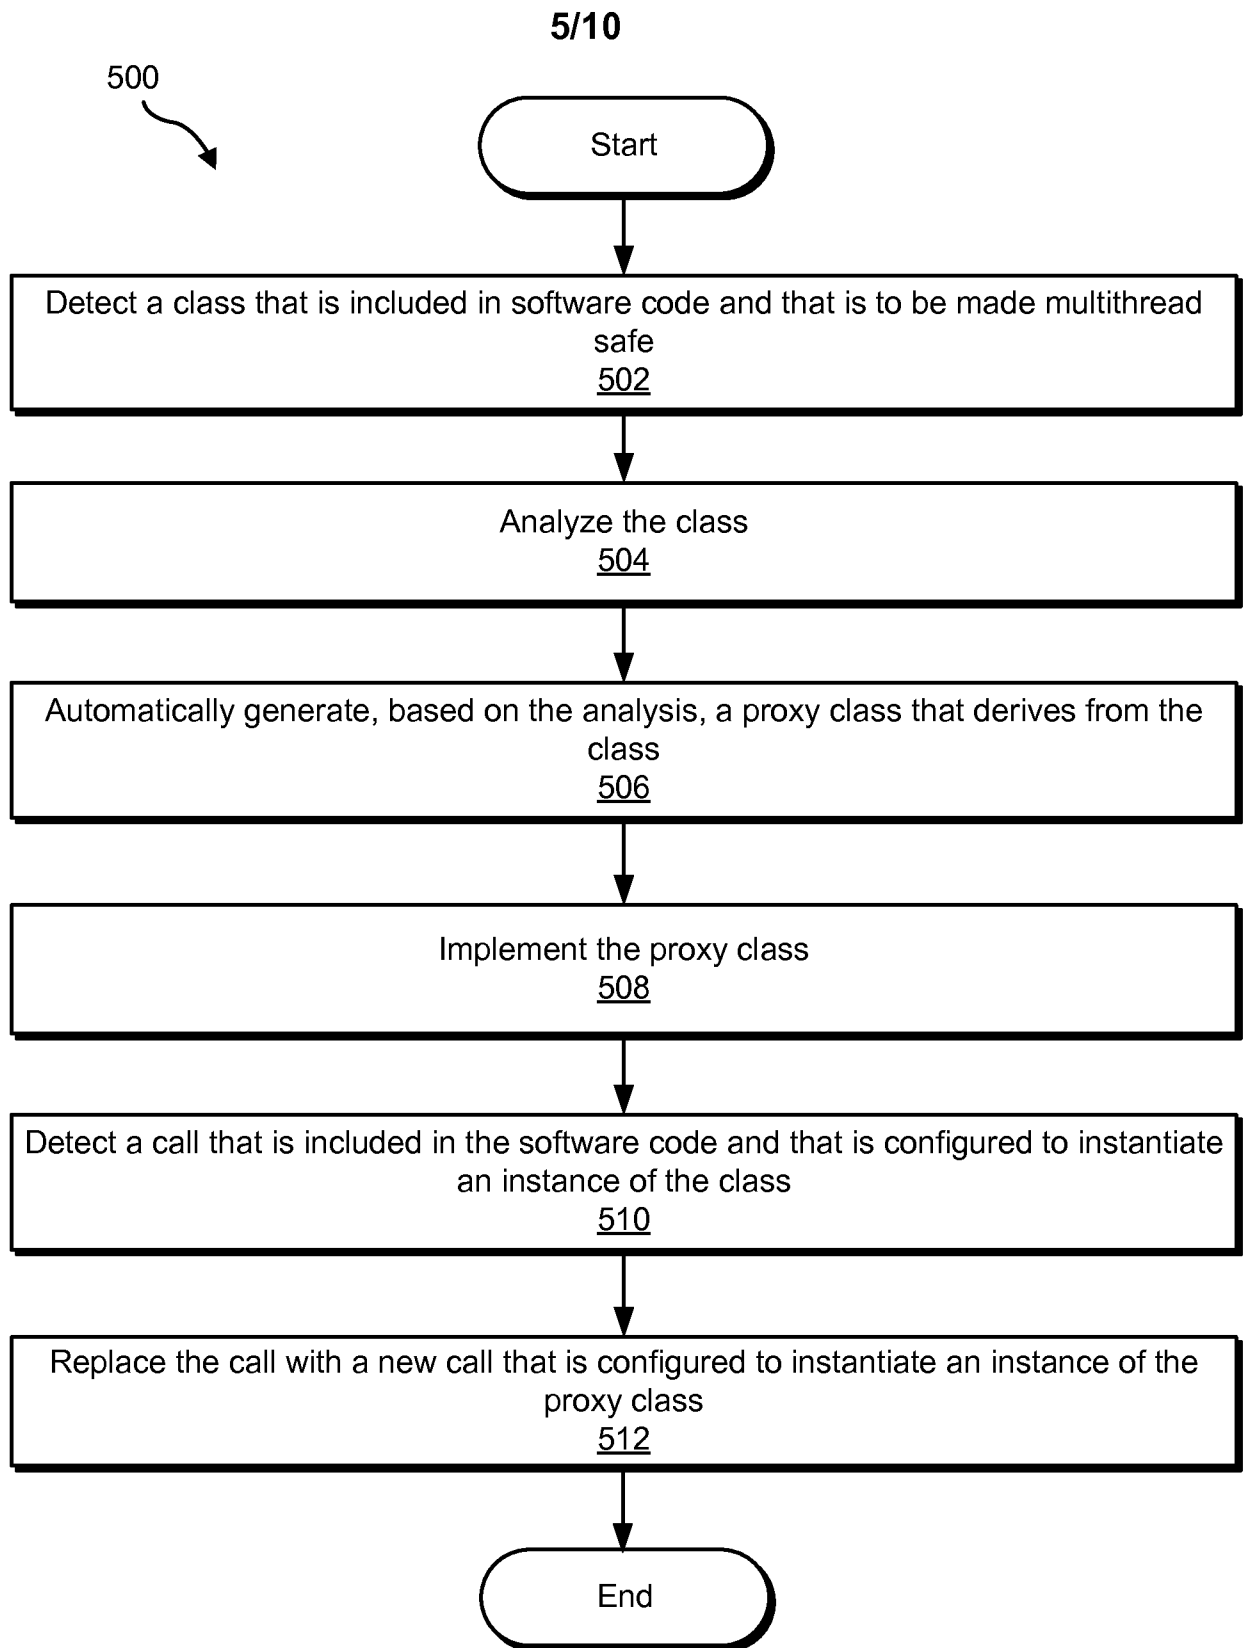 5/10
500
Start
Detect a class that is included in software code and that is to be made multithread
safe
502
Analyze the class
504
Automatically generate, based on the analysis, a proxy class that derives from the
class
506
Implement the proxy class
508
Detect a call that is included in the software code and that is configured to instantiate
an instance of the class
510
Replace the call with a new call that is configured to instantiate an instance of the
proxy class
512
End